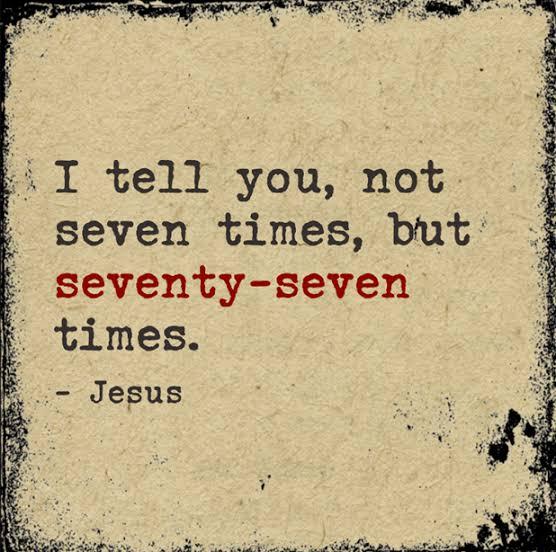 I tell you, not
seven times, but
seventy-seven
times.
- Jesus